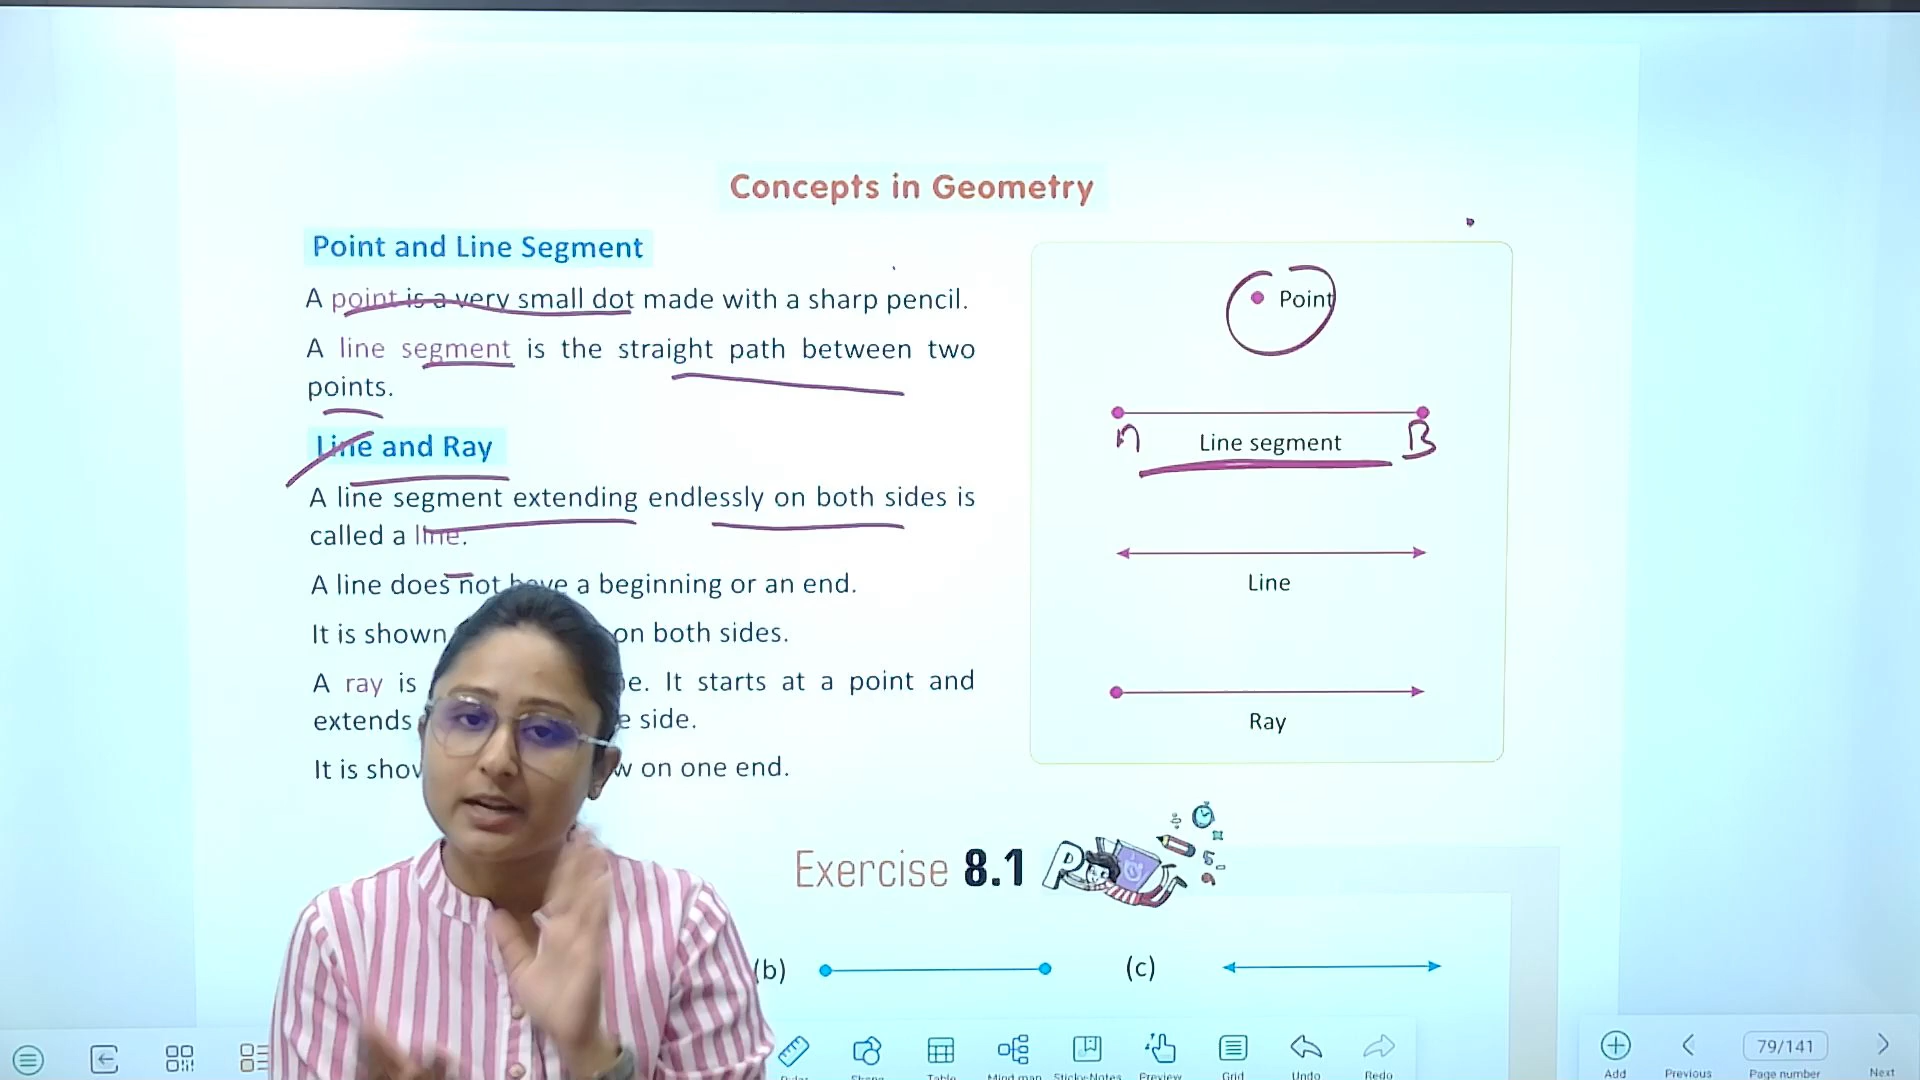 Concepts in Geometry
Point and Line Segment
A point is a very small dot made with a sharp pencil.
A line segment is the straight path between two
points.
Line and Ray
A line segment extending endlessly on both sides is
called a line.
A line does not have a beginning or an end.
It is shown on both sides.
A ray is It starts at a point and
extends side.
It is on one end.
Point
B
Line segment
Line
Ray
Exercise 8.1
(b)
(c)
Table
Mind map
Sticky-Notes
Preview
Grid
Undo
Redo
Add
Previous
79/141
Page number
Next